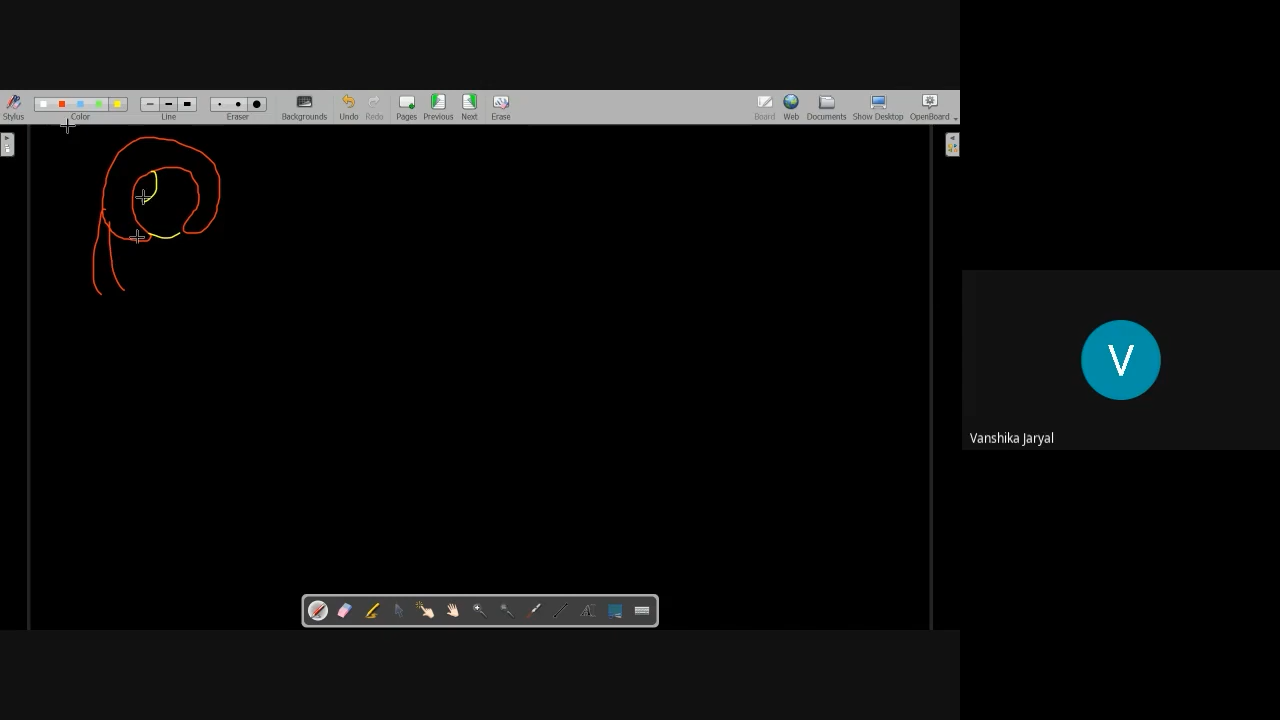 Stylus Color Line Eraser Backgrounds Undo Redo Pages Previous Next Erase Board Web Documents Show Desktop OpenBoard
V
Vanshika Jaryal